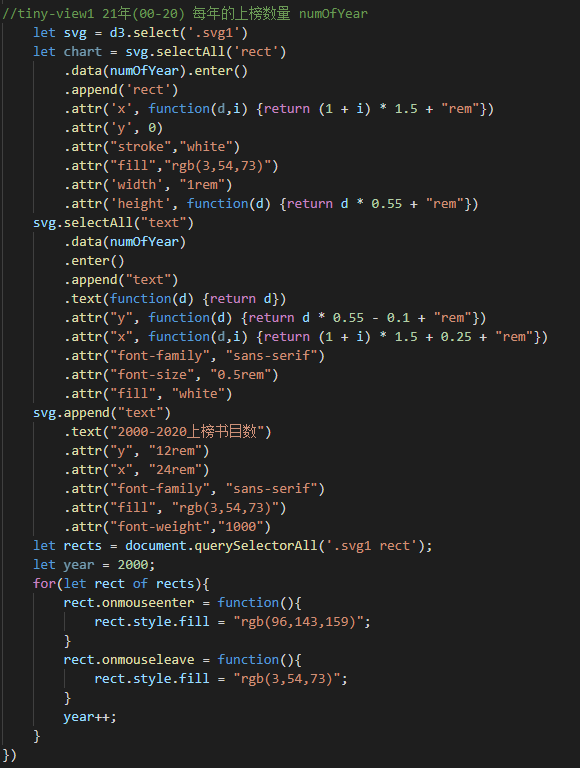 //tiny-view1 21年(00-20) 每年的上榜数量 numOfYear
    let svg = d3.select('.svg1')
    let chart = svg.selectAll('rect')
        .data(numOfYear).enter()
        .append('rect')
        .attr('x', function(d,i) {return (1 + i) * 1.5 + "rem"})
        .attr('y', 0)
        .attr("stroke","white")
        .attr("fill","rgb(3,54,73)")
        .attr('width', "1rem")
        .attr('height', function(d) {return d * 0.55 + "rem"})
    svg.selectAll("text")
        .data(numOfYear)
        .enter()
        .append("text")
        .text(function(d) {return d})
        .attr("y", function(d) {return d * 0.55 - 0.1 + "rem"})
        .attr("x", function(d,i) {return (1 + i) * 1.5 + 0.25 + "rem"})
        .attr("font-family", "sans-serif")
        .attr("font-size", "0.5rem")
        .attr("fill", "white")
    svg.append("text")
        .text("2000-2020上榜书目数")
        .attr("y", "12rem")
        .attr("x", "24rem")
        .attr("font-family", "sans-serif")
        .attr("fill", "rgb(3,54,73)")
        .attr("font-weight","1000")
    let rects = document.querySelectorAll('.svg1 rect');
    let year = 2000;
    for(let rect of rects){
        rect.onmouseenter = function(){
            rect.style.fill = "rgb(96,143,159)";
        }
        rect.onmouseleave = function(){
            rect.style.fill = "rgb(3,54,73)";
        }
        year++;
    }
})